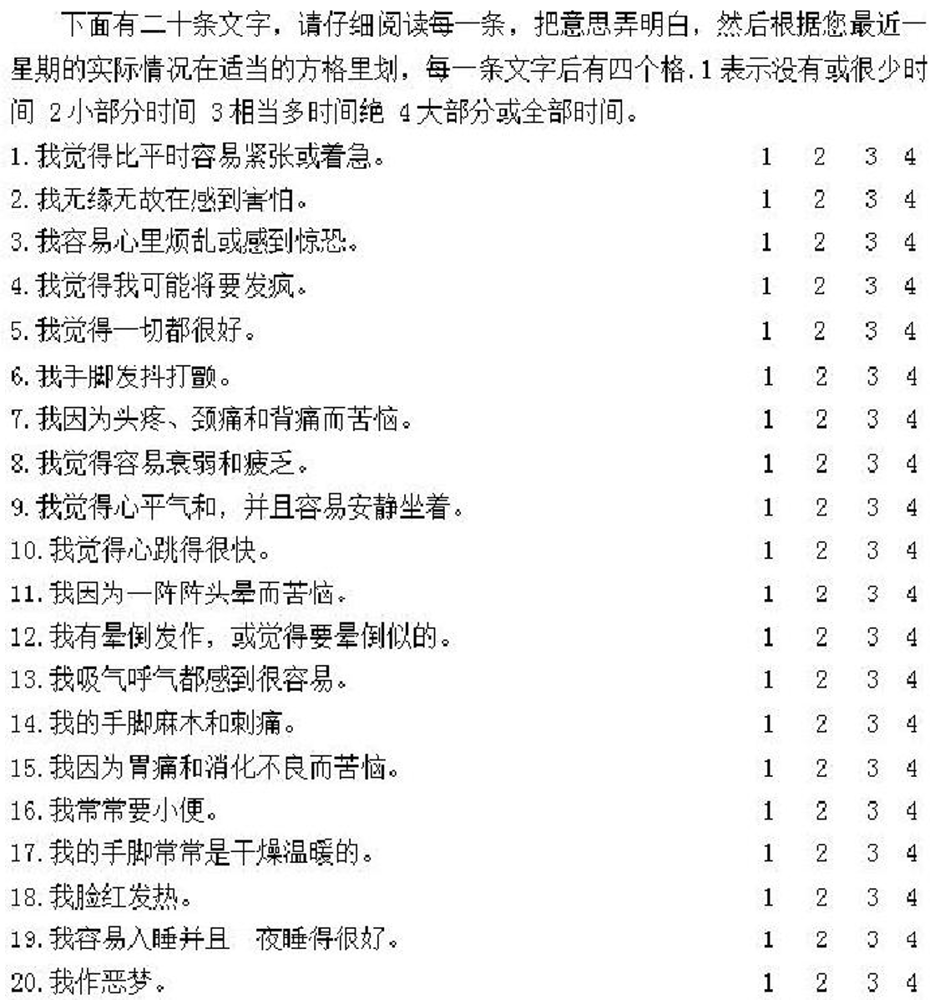 下面有二十条文字，请仔细阅读每一条，把意思弄明白，然后根据您最近一
星期的实际情况在适当的方格里划，每一条文字后有四个格.1 表示没有或很少时
间 2小部分时间 3相当多时间绝 4大部分或全部时间。
1.我觉得比平时容易紧张或着急。 1 2 3 4
2.我无缘无故在感到害怕。 1 2 3 4
3.我容易心里烦乱或感到惊恐。 1 2 3 4
4.我觉得我可能将要发疯。 1 2 3 4
5.我觉得一切都很好。 1 2 3 4
6.我手脚发抖打颤。 1 2 3 4
7.我因为头疼、颈痛和背痛而苦恼。 1 2 3 4
8.我觉得容易衰弱和疲乏。 1 2 3 4
9.我觉得心平气和，并且容易安静坐着。 1 2 3 4
10.我觉得心跳得很快。 1 2 3 4
11.我因为一阵阵头晕而苦恼。 1 2 3 4
12.我有晕倒发作，或觉得要晕倒似的。 1 2 3 4
13.我吸气呼气都感到很容易。 1 2 3 4
14.我的手脚麻木和刺痛。 1 2 3 4
15.我因为胃痛和消化不良而苦恼。 1 2 3 4
16.我常常要小便。 1 2 3 4
17.我的手脚常常是干燥温暖的。 1 2 3 4
18.我脸红发热。 1 2 3 4
19.我容易入睡并且 夜睡得很好。 1 2 3 4
20.我作恶梦。 1 2 3 4